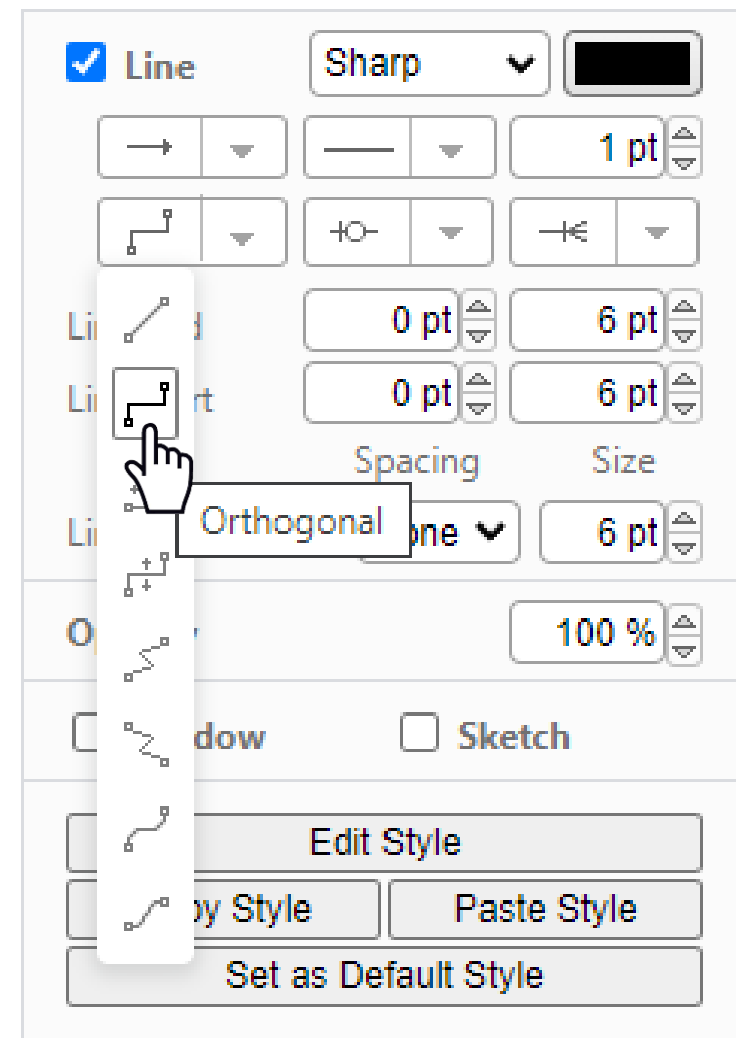 Line Sharp
1 pt
0 pt 6 pt
0 pt 6 pt
Spacing Size
Orthogonal
6 pt
100 %
Sketch
Edit Style
Style Paste Style
Set as Default Style